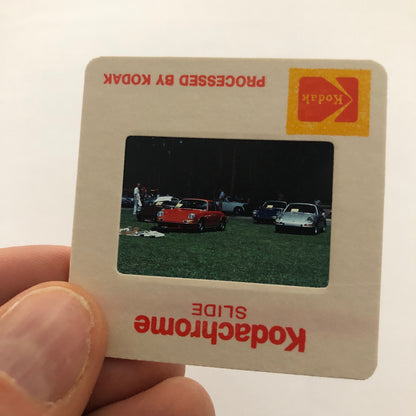 Kodachrome
SLIDE
Kodak
PROCESSED BY KODAK